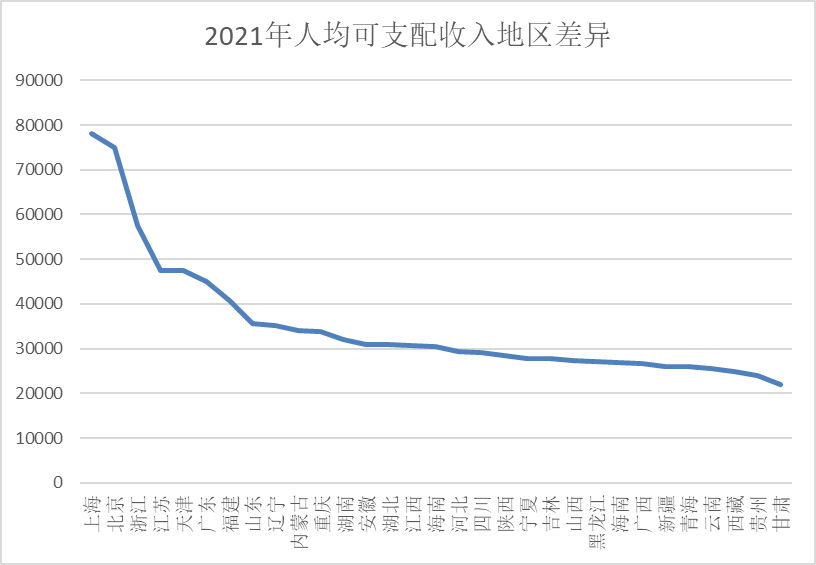 2021年人均可支配收入地区差异
90000
80000
70000
60000
50000
40000
30000
20000
10000
0
上海
北京
浙江
江苏
天津
广东
福建
山东
辽宁
内蒙古
重庆
湖南
安徽
湖北
江西
海南
河北
四川
陕西
宁夏
吉林
山西
黑龙江
海南
广西
新疆
青海
云南
西藏
贵州
甘肃